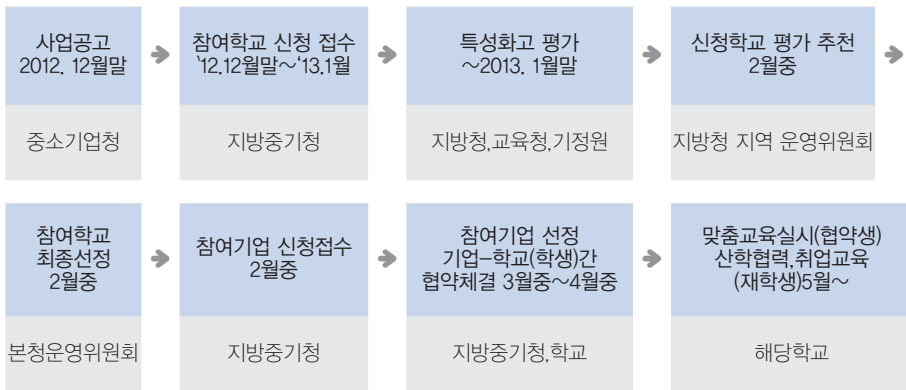 사업공고
2012. 12월말
중소기업청
참여학교 신청 접수
‘12.12월말~‘13.1월
지방중기청
특성화고 평가
~2013. 1월말
지방청,교육청,기정원
신청학교 평가 추천
2월중
지방청 지역 운영위원회
참여학교
최종선정
2월중
본청운영위원회
참여기업 신청접수
2월중
지방중기청
참여기업 선정
기업-학교(학생)간
협약체결 3월중~4월중
지방중기청,학교
맞춤교육실시(협약생)
산학협력,취업교육
(재학생)5월~
해당학교